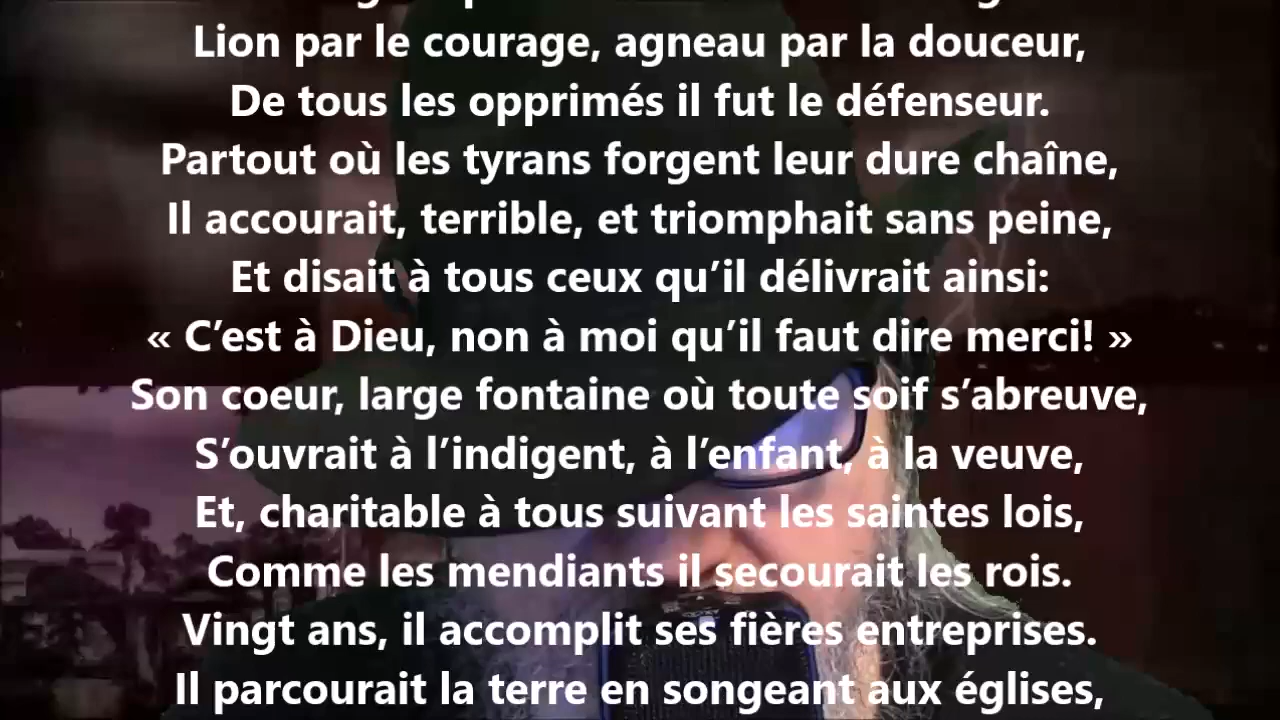 Lion par le courage, agneau par la douceur,
De tous les opprimés il fut le défenseur.
Partout où les tyrans forgent leur dure chaîne,
Il accourait, terrible, et triomphait sans peine,
Et disait à tous ceux qu’il délivrait ainsi:
« C’est à Dieu, non à moi qu’il faut dire merci! »
Son coeur, large fontaine où toute soif s’abreuve,
S’ouvrait à l’indigent, à l’enfant, à la veuve,
Et, charitable à tous suivant les saintes lois,
Comme les mendiants il secourait les rois.
Vingt ans, il accomplit ses fières entreprises.
Il parcourait la terre en songeant aux églises,